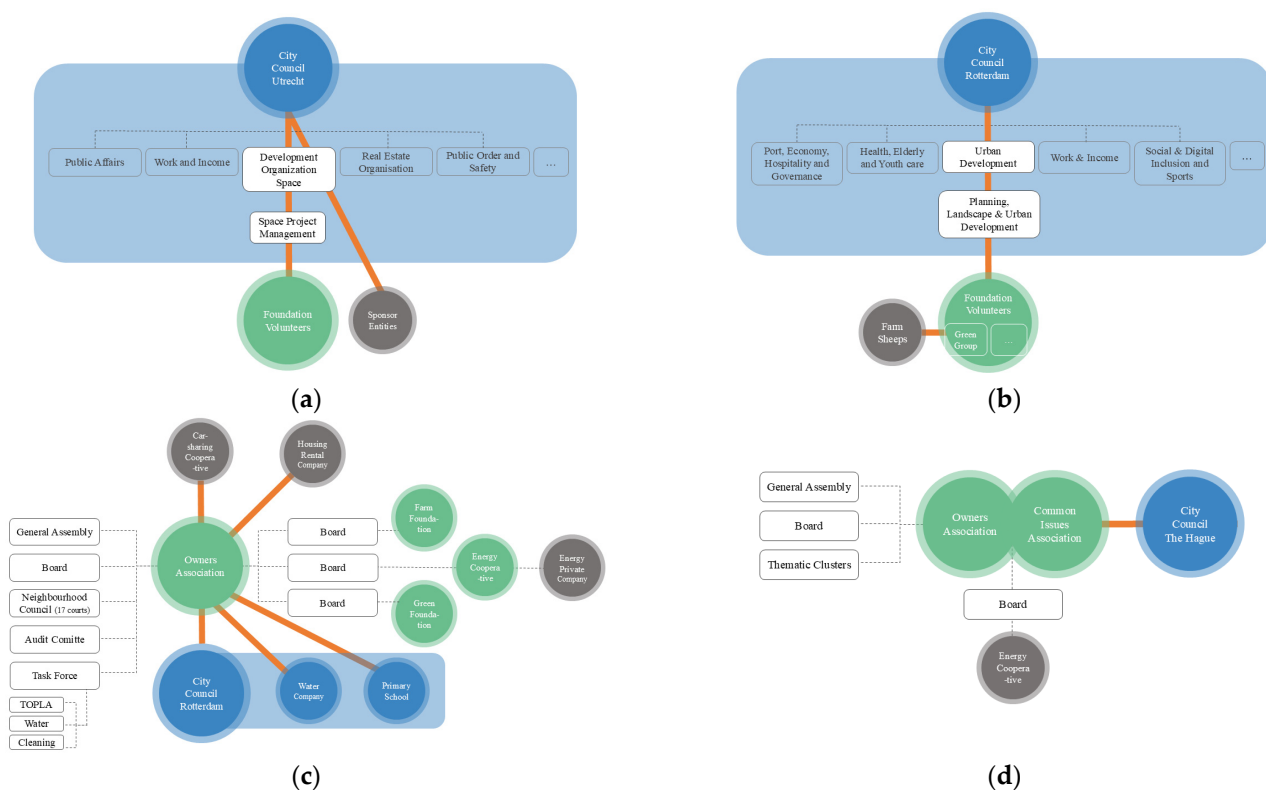 City
Council
Utrecht
Public Affairs
Work and Income
Development
Organization
Space
Real Estate
Organisation
Public Order and
Safety
...
Space Project
Management
Foundation
Volunteers
Sponsor
Entities
(a)
City
Council
Rotterdam
Port, Economy,
Hospitality and
Governance
Health, Elderly
and Youth care
Urban
Development
Work & Income
Social & Digital
Inclusion and
Sports
...
Planning,
Landscape & Urban
Development
Foundation
Volunteers
Green
Group
...
Farm
Sheeps
(b)
Car-
sharing
Coopera
-tive
Housing
Rental
Company
General Assembly
Board
Neighbourhood
Council (17 courts)
Audit Comitte
Task Force
TOPLA
Water
Cleaning
Owners
Association
Board
Board
Board
Farm
Founda-
tion
Energy
Coopera
-tive
Green
Founda-
tion
Energy
Private
Company
City
Council
Rotterdam
Water
Company
Primary
School
(c)
General Assembly
Board
Thematic Clusters
Owners
Association
Common
Issues
Association
City
Council
The Hague
Board
Energy
Coopera
-tive
(d)